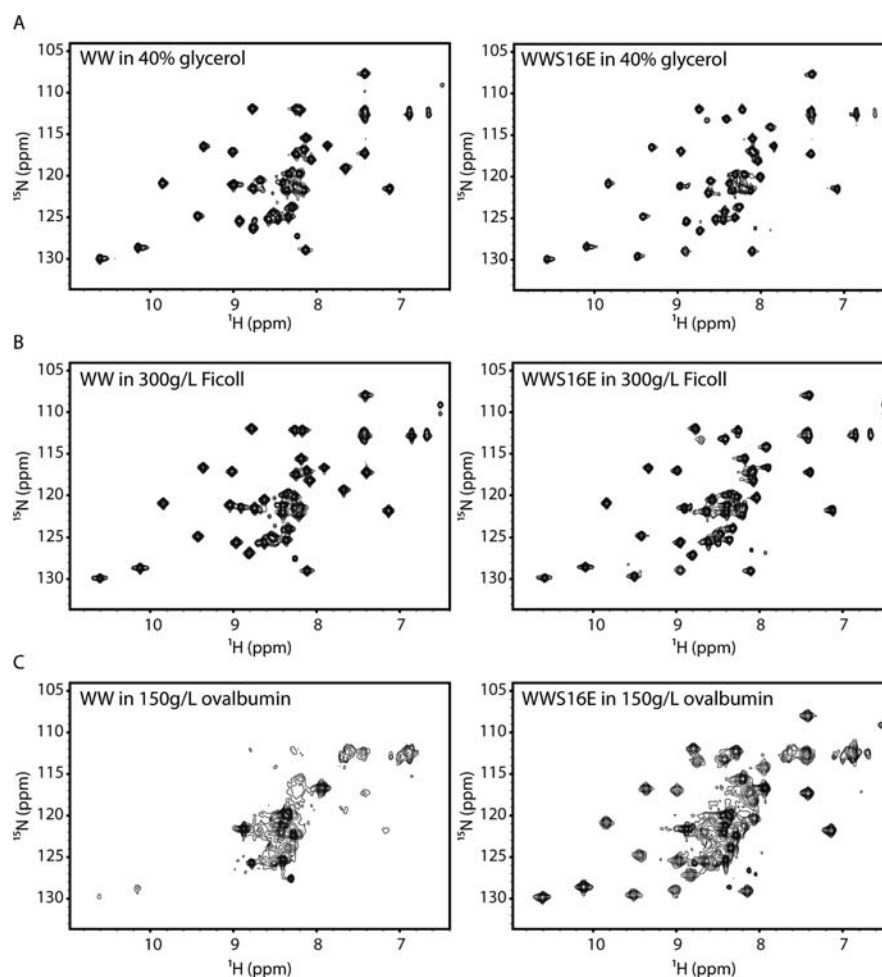 A
WW in 40% glycerol
WWS16E in 40% glycerol
105
110
115
120
125
130
¹⁵N (ppm)
10 9 8 7
¹H (ppm)
105
110
115
120
125
130
¹⁵N (ppm)
10 9 8 7
¹H (ppm)
B
WW in 300g/L Ficoll
WWS16E in 300g/L Ficoll
105
110
115
120
125
130
¹⁵N (ppm)
10 9 8 7
¹H (ppm)
105
110
115
120
125
130
¹⁵N (ppm)
10 9 8 7
¹H (ppm)
C
WW in 150g/L ovalbumin
WWS16E in 150g/L ovalbumin
105
110
115
120
125
130
¹⁵N (ppm)
10 9 8 7
¹H (ppm)
105
110
115
120
125
130
¹⁵N (ppm)
10 9 8 7
¹H (ppm)